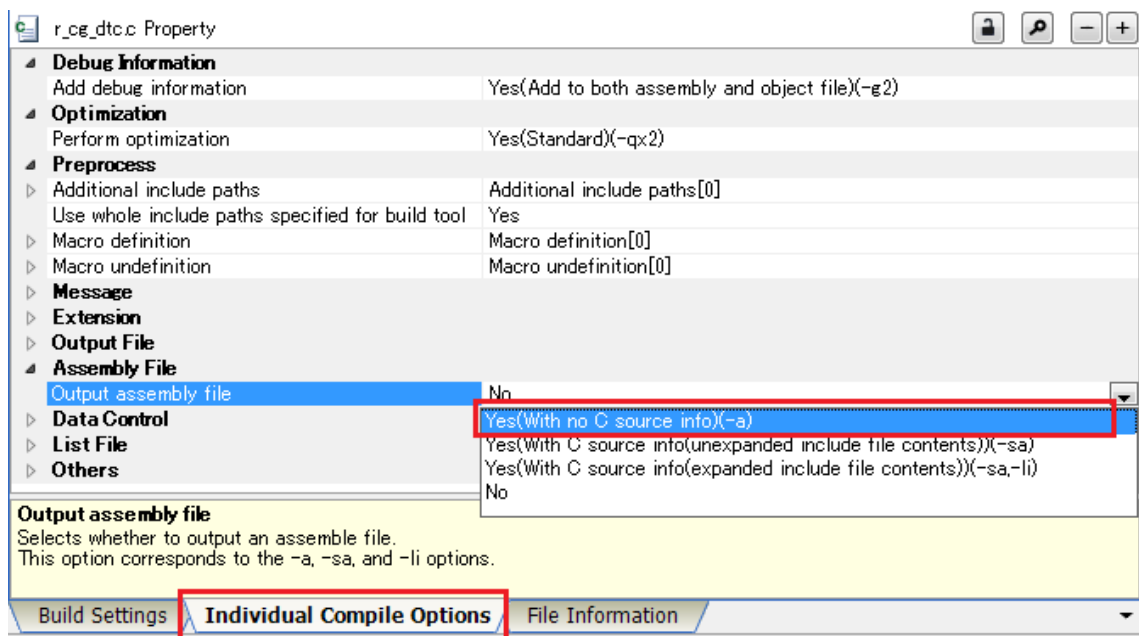 r_cg_dtc.c Property
Debug Information
Add debug information Yes(Add to both assembly and object file)(-g2)
Optimization
Perform optimization Yes(Standard)(-qx2)
Preprocess
Additional include paths Additional include paths[0]
Use whole include paths specified for build tool Yes
Macro definition Macro definition[0]
Macro undefinition Macro undefinition[0]
Message
Extension
Output File
Assembly File
Output assembly file No
Data Control
List File
Others
Yes(With no C source info)(-a)
Yes(With C source info(unexpanded include file contents))(-sa)
Yes(With C source info(expanded include file contents))(-sa,-li)
No
Output assembly file
Selects whether to output an assemble file.
This option corresponds to the -a, -sa, and -li options.
Build Settings Individual Compile Options File Information